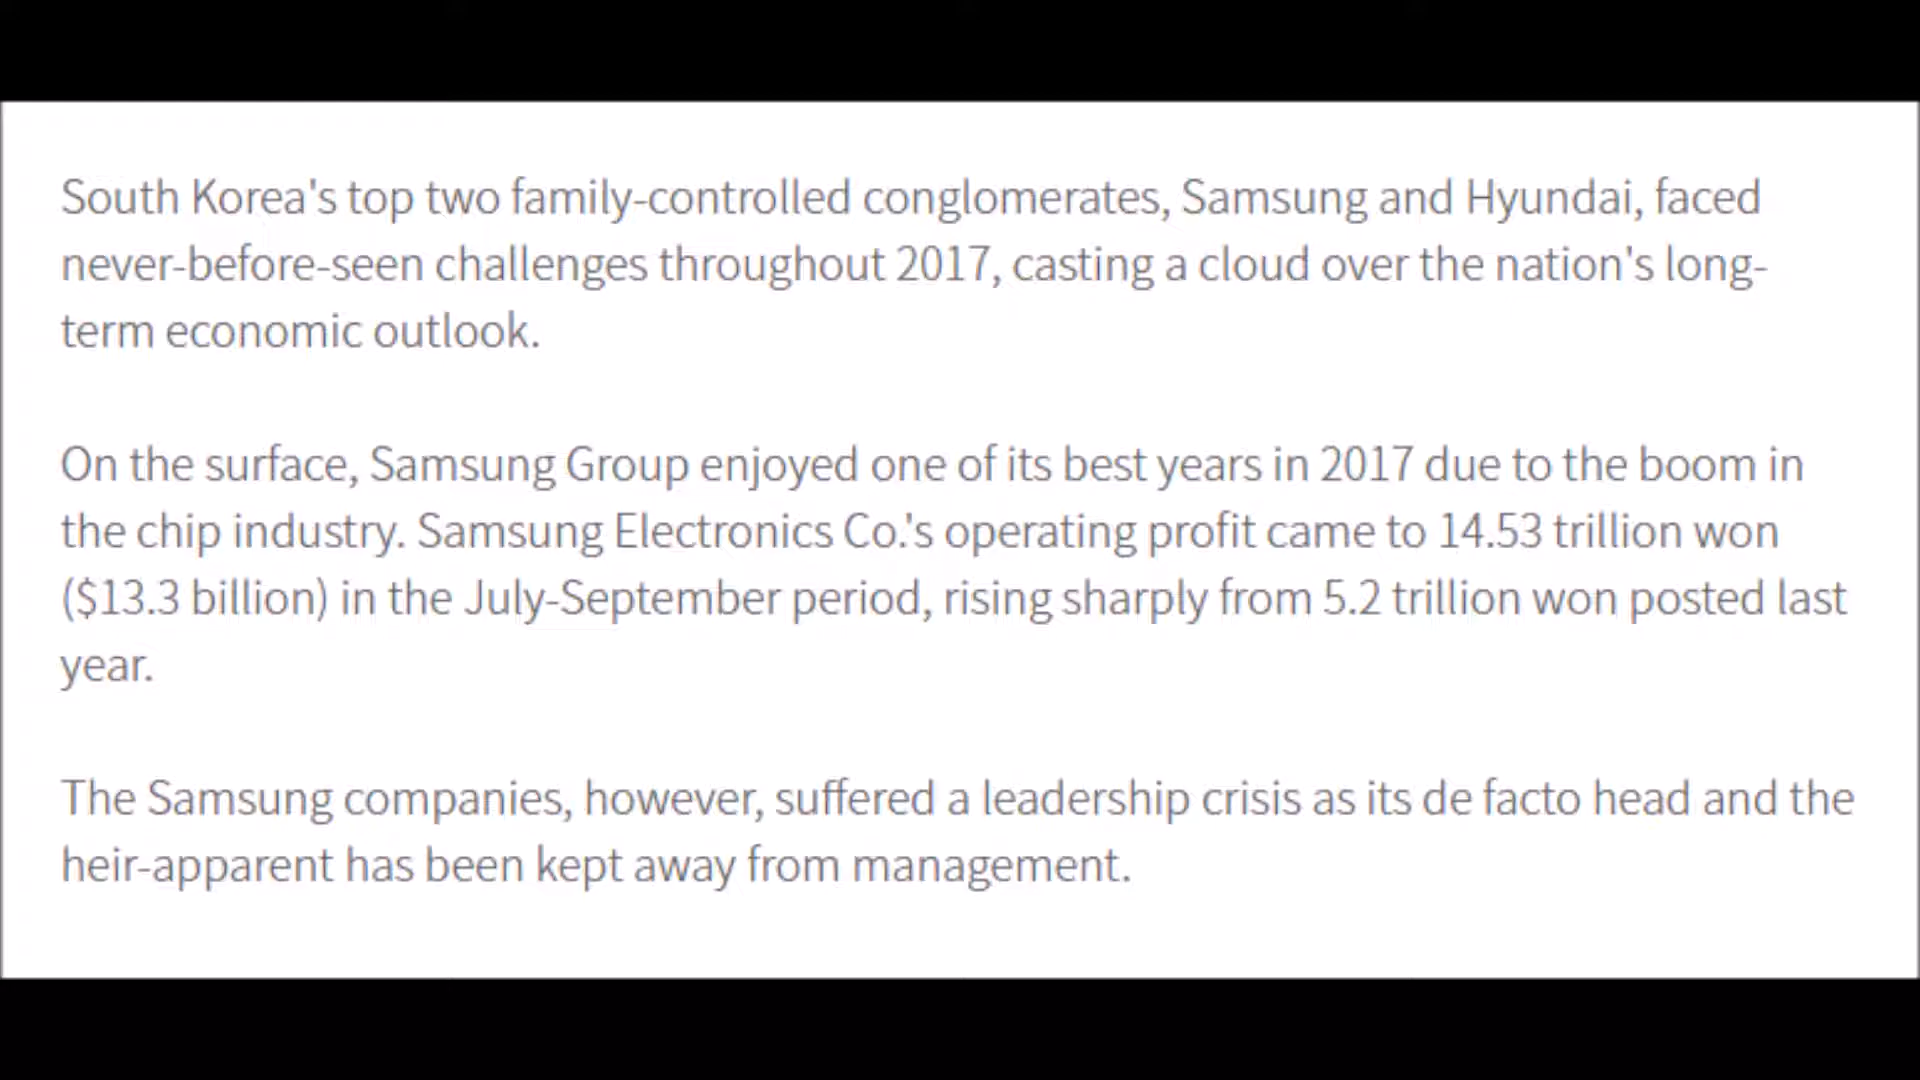 South Korea's top two family-controlled conglomerates, Samsung and Hyundai, faced
never-before-seen challenges throughout 2017, casting a cloud over the nation's long-
term economic outlook.
On the surface, Samsung Group enjoyed one of its best years in 2017 due to the boom in
the chip industry. Samsung Electronics Co.'s operating profit came to 14.53 trillion won
($13.3 billion) in the July-September period, rising sharply from 5.2 trillion won posted last
year.
The Samsung companies, however, suffered a leadership crisis as its de facto head and the
heir-apparent has been kept away from management.